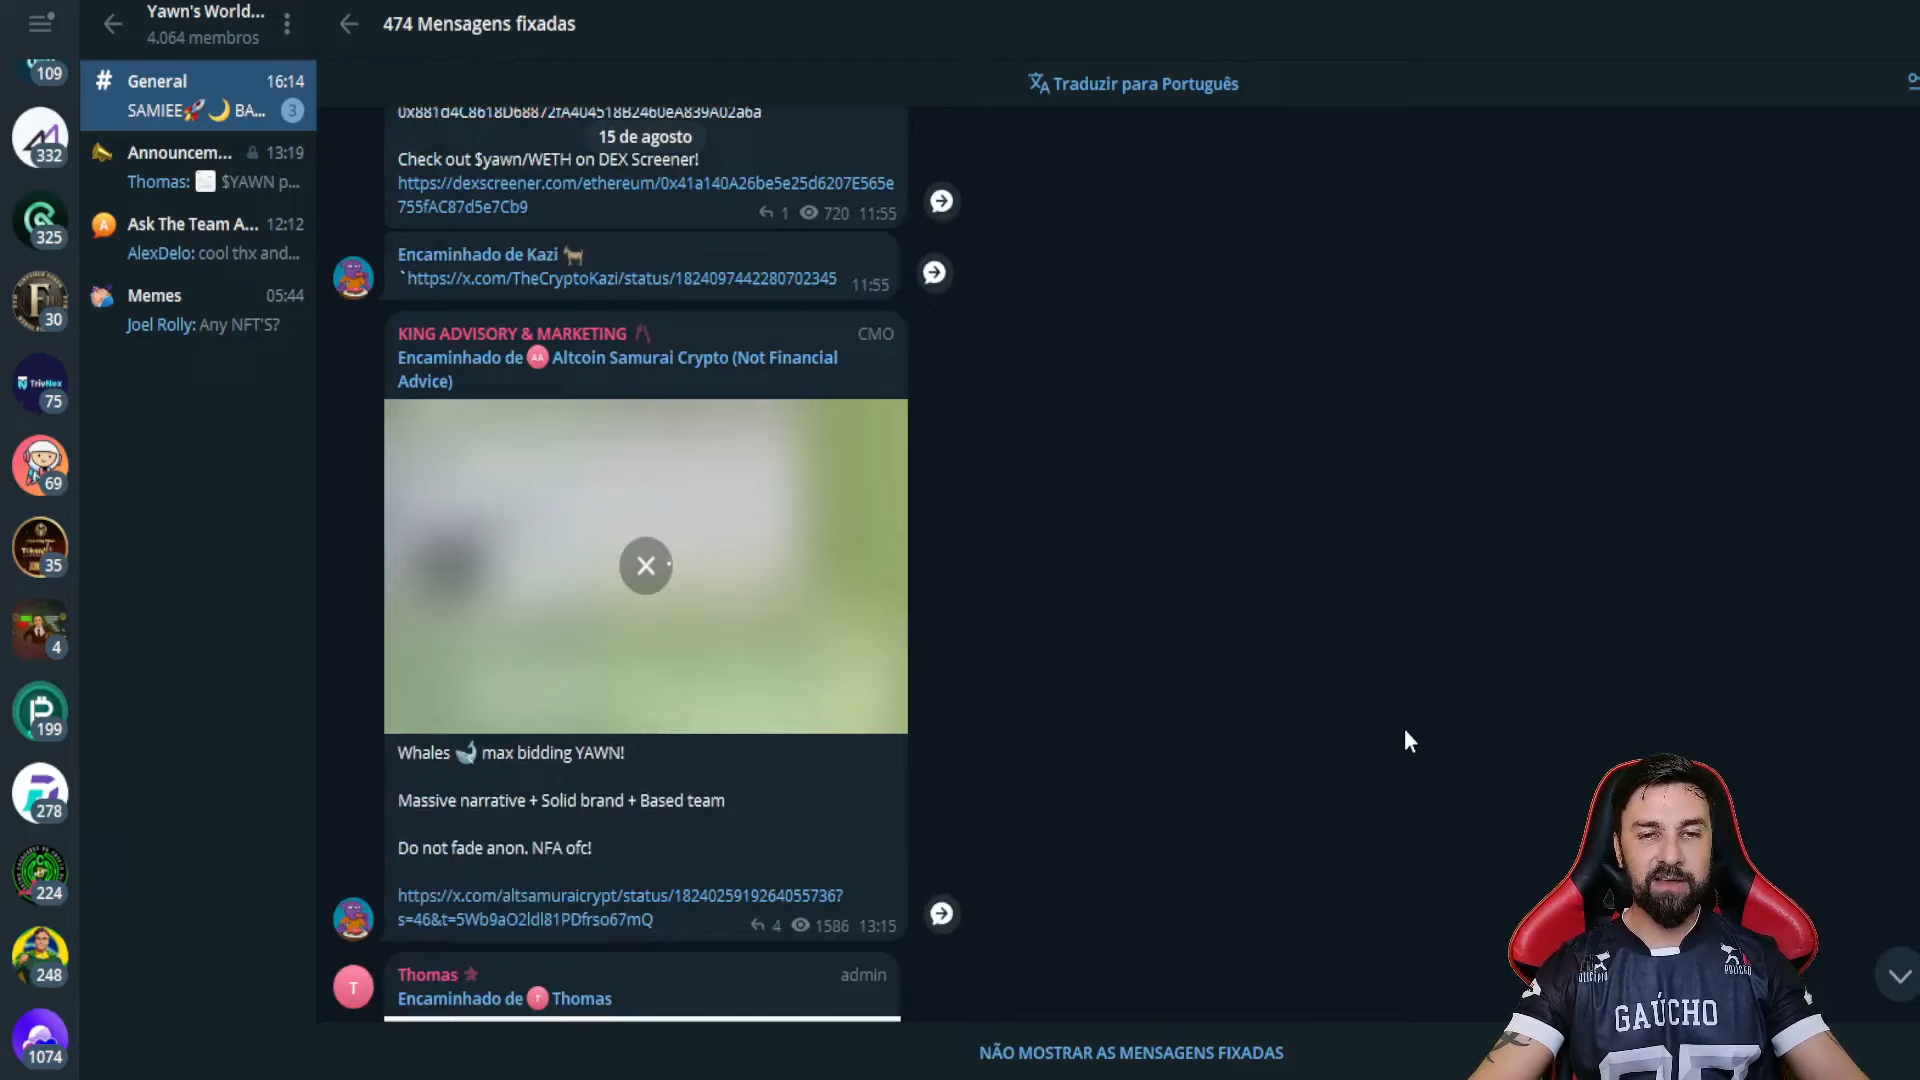 Yawn's World...
4.064 membros
474 Mensagens fixadas
Traduzir para Português
109
332
325
30
75
69
35
4
199
278
224
248
1074
General 16:14
SAMIEE🚀🌙 BA... 3
Announcem... 13:19
Thomas: $YAWN p...
Ask The Team A... 12:12
AlexDelo: cool thx and...
Memes 05:44
Joel Rolly: Any NFT'S?
0x881d4C8618D68872fA404518B2460eA839A02a6a
15 de agosto
Check out $yawn/WETH on DEX Screener!
https://dexscreener.com/ethereum/0x41a140A26be5e25d6207E565e
755fAC87d5e7Cb9
1 720 11:55
Encaminhado de Kazi 🐐
`https://x.com/TheCryptoKazi/status/1824097442280702345
11:55
KING ADVISORY & MARKETING CMO
Encaminhado de AA Altcoin Samurai Crypto (Not Financial
Advice)
Whales 🐳 max bidding YAWN!
Massive narrative + Solid brand + Based team
Do not fade anon. NFA ofc!
https://x.com/altsamuraicrypt/status/1824025919264055736?
s=46&t=5Wb9aO2ldl81PDfrso67mQ
4 1586 13:15
T
Thomas admin
Encaminhado de T Thomas
NÃO MOSTRAR AS MENSAGENS FIXADAS
TrivNex
GAÚCHO